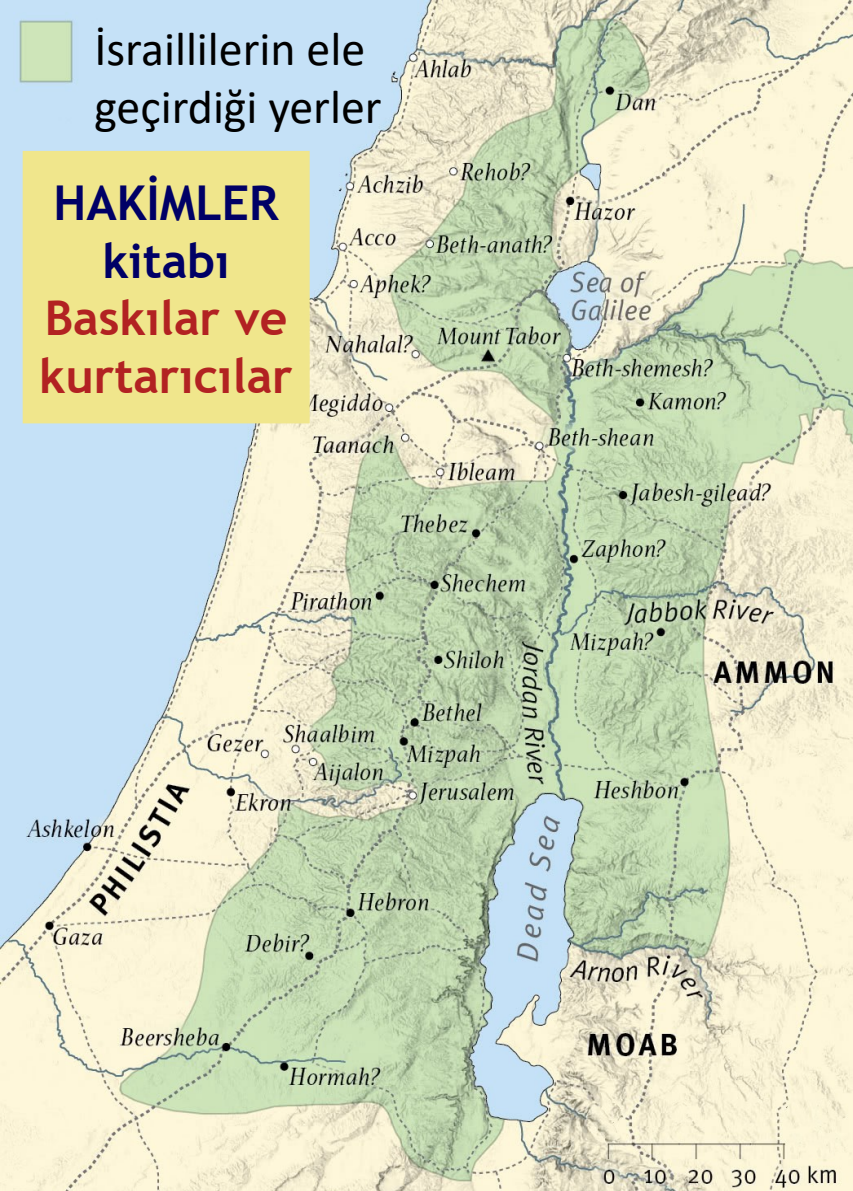 İsraillilerin ele
geçirdiği yerler
HAKİMLER
kitabı
Baskılar ve
kurtarıcılar
Ahlab
Dan
Achzib
Rehob?
Hazor
Acco
Beth-anath?
Aphek?
Sea of
Galilee
Nahalal?
Mount Tabor
Beth-shemesh?
Megiddo
Kamon?
Taanach
Beth-shean
Ibleam
Jabesh-gilead?
Thebez
Zaphon?
Shechem
Pirathon
Jabbok River
Mizpah?
Shiloh
Jordan River
AMMON
Bethel
Shaalbim
Gezer
Mizpah
Aijalon
Jerusalem
Heshbon
Ekron
PHILISTIA
Ashkelon
Dead Sea
Hebron
Gaza
Debir?
Arnon River
Beersheba
MOAB
Hormah?
0 10 20 30 40 km